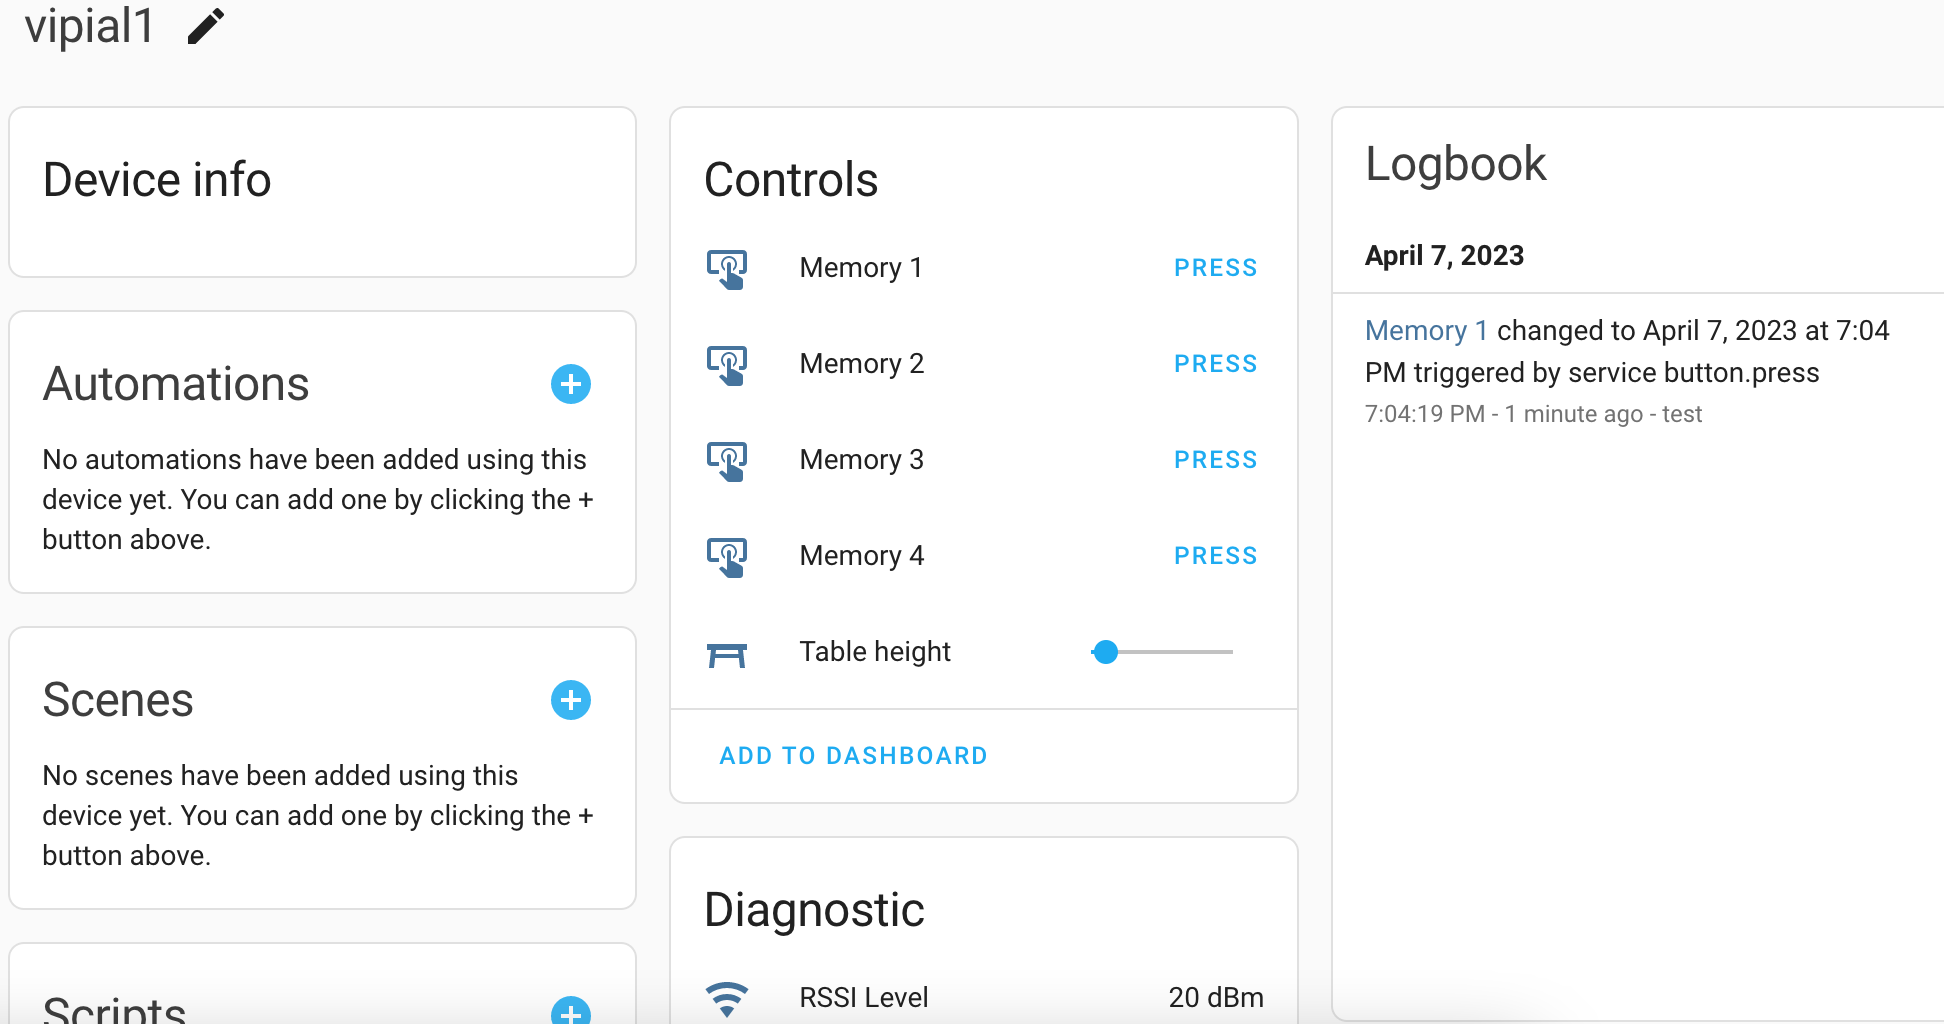 vipial1
Device info
Automations
No automations have been added using this
device yet. You can add one by clicking the +
button above.
Scenes
No scenes have been added using this
device yet. You can add one by clicking the +
button above.
Scripts
Controls
Memory 1 PRESS
Memory 2 PRESS
Memory 3 PRESS
Memory 4 PRESS
Table height
ADD TO DASHBOARD
Diagnostic
RSSI Level 20 dBm
Logbook
April 7, 2023
Memory 1 changed to April 7, 2023 at 7:04
PM triggered by service button.press
7:04:19 PM - 1 minute ago - test